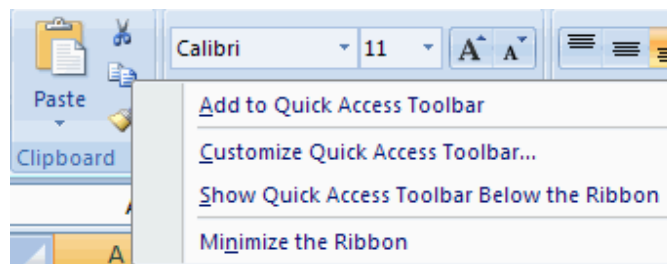 Calibri 11 A A
Paste
Clipboard
Add to Quick Access Toolbar
Customize Quick Access Toolbar...
Show Quick Access Toolbar Below the Ribbon
Minimize the Ribbon
A